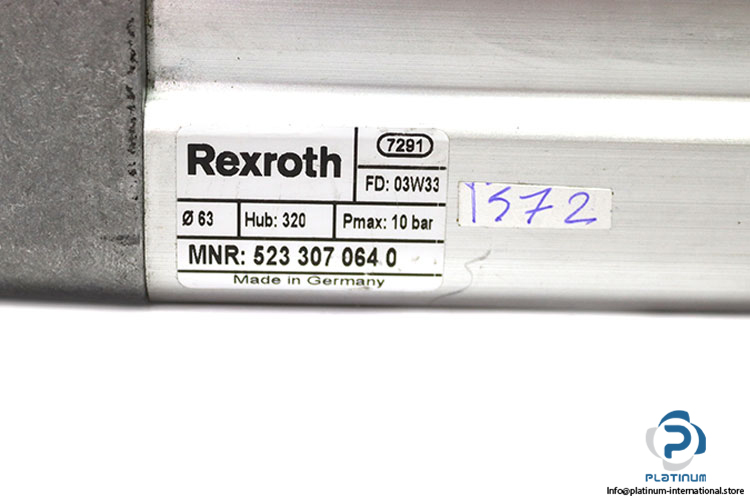 Rexroth
7291
FD: 03W33
Ø 63
Hub: 320
Pmax: 10 bar
MNR: 523 307 064 0
Made in Germany
1572
PLATINUM
Info@platinum-international.store